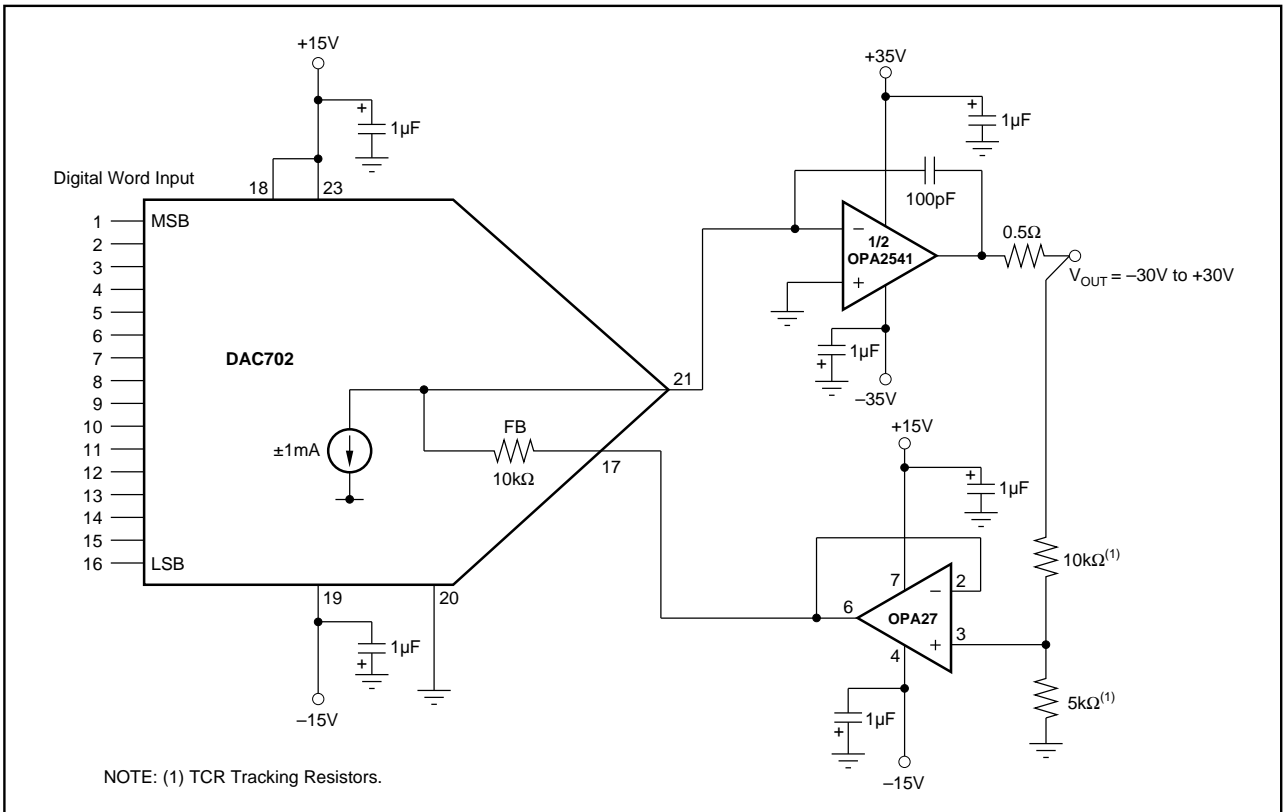 +15V
1µF
Digital Word Input
18
23
1
MSB
2
3
4
5
6
7
8
9
10
11
12
13
14
15
16
LSB
DAC702
±1mA
FB
10kΩ
21
17
19
20
1µF
–15V
+35V
1µF
100pF
–
1/2
OPA2541
+
0.5Ω
VOUT = –30V to +30V
1µF
–35V
+15V
1µF
10kΩ(1)
7
2
–
6
OPA27
+
3
4
5kΩ(1)
1µF
–15V
NOTE: (1) TCR Tracking Resistors.